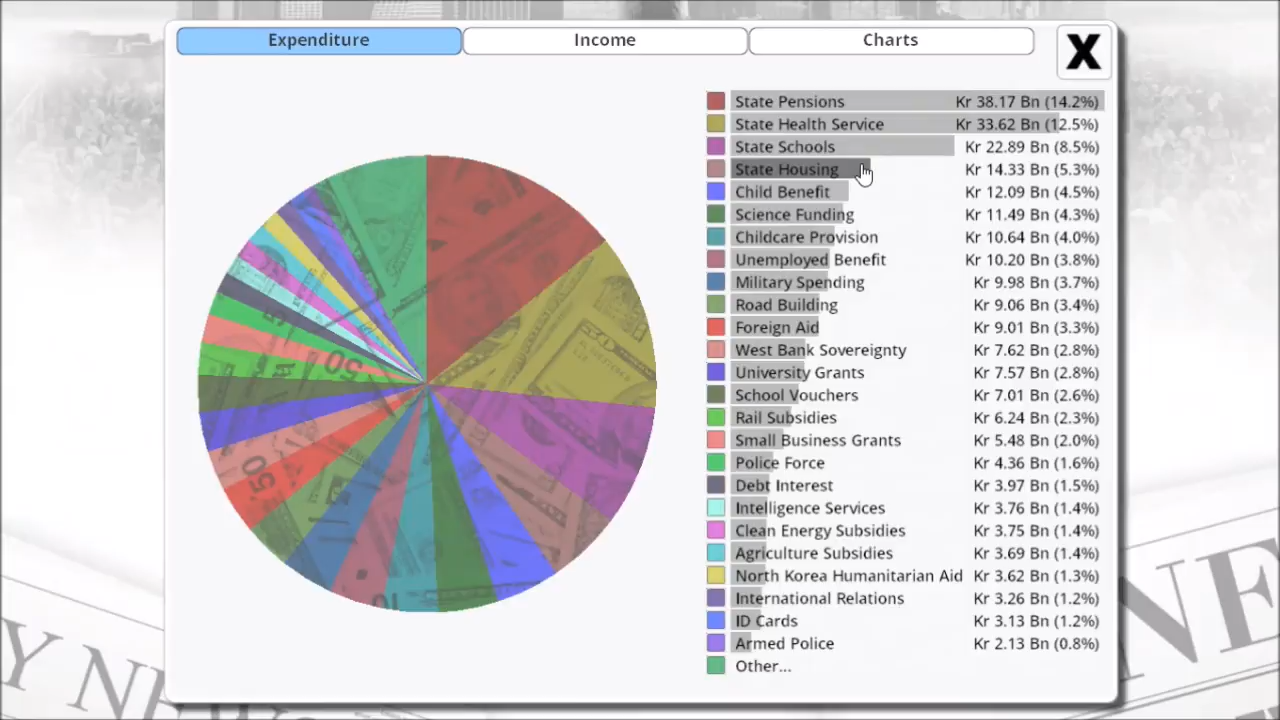 Expenditure
Income
Charts
X
State Pensions Kr 38.17 Bn (14.2%)
State Health Service Kr 33.62 Bn (12.5%)
State Schools Kr 22.89 Bn (8.5%)
State Housing Kr 14.33 Bn (5.3%)
Child Benefit Kr 12.09 Bn (4.5%)
Science Funding Kr 11.49 Bn (4.3%)
Childcare Provision Kr 10.64 Bn (4.0%)
Unemployed Benefit Kr 10.20 Bn (3.8%)
Military Spending Kr 9.98 Bn (3.7%)
Road Building Kr 9.06 Bn (3.4%)
Foreign Aid Kr 9.01 Bn (3.3%)
West Bank Sovereignty Kr 7.62 Bn (2.8%)
University Grants Kr 7.57 Bn (2.8%)
School Vouchers Kr 7.01 Bn (2.6%)
Rail Subsidies Kr 6.24 Bn (2.3%)
Small Business Grants Kr 5.48 Bn (2.0%)
Police Force Kr 4.36 Bn (1.6%)
Debt Interest Kr 3.97 Bn (1.5%)
Intelligence Services Kr 3.76 Bn (1.4%)
Clean Energy Subsidies Kr 3.75 Bn (1.4%)
Agriculture Subsidies Kr 3.69 Bn (1.4%)
North Korea Humanitarian Aid Kr 3.62 Bn (1.3%)
International Relations Kr 3.26 Bn (1.2%)
ID Cards Kr 3.13 Bn (1.2%)
Armed Police Kr 2.13 Bn (0.8%)
Other...
50
50
10